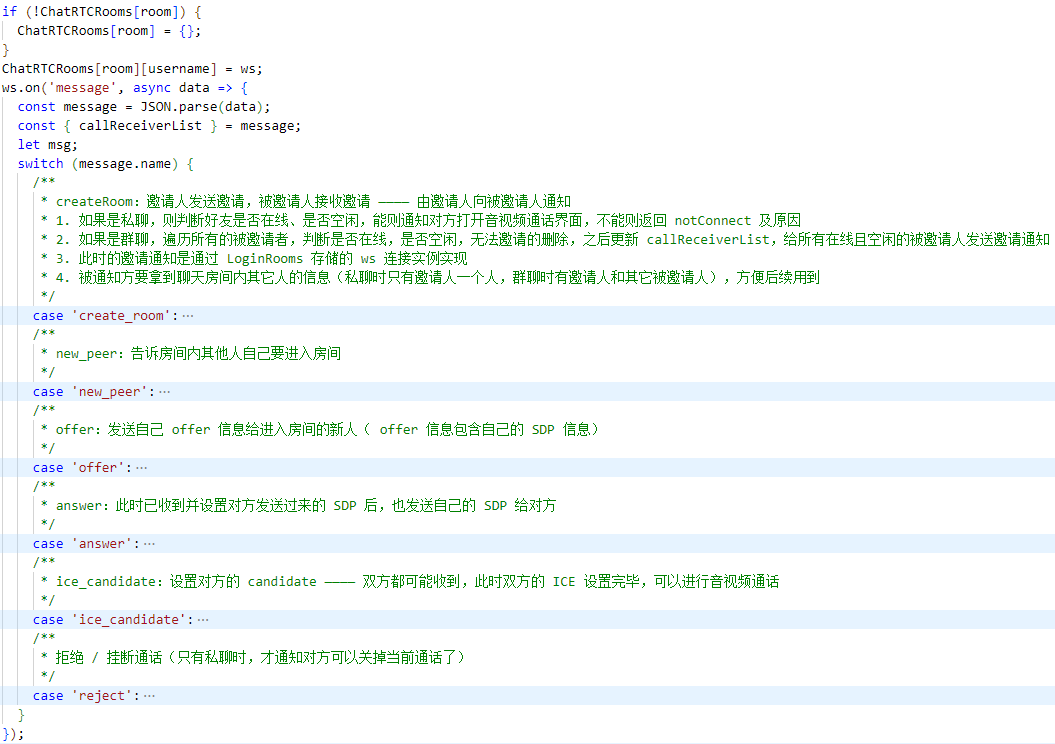 if (!ChatRTCRooms[room]) {
  ChatRTCRooms[room] = {};
}
ChatRTCRooms[room][username] = ws;
ws.on('message', async data => {
  const message = JSON.parse(data);
  const { callReceiverList } = message;
  let msg;
  switch (message.name) {
    /**
     * createRoom：邀请人发送邀请，被邀请人接收邀请 ———— 由邀请人向被邀请人通知
     * 1. 如果是私聊，则判断好友是否在线、是否空闲，能则通知对方打开音视频通话界面，不能则返回 notConnect 及原因
     * 2. 如果是群聊，遍历所有的被邀请者，判断是否在线，是否空闲，无法邀请的删除，之后更新 callReceiverList，给所有在线且空闲的被邀请人发送邀请通知
     * 3. 此时的邀请通知是通过 LoginRooms 存储的 ws 连接实例实现
     * 4. 被通知方要拿到聊天房间内其它人的信息（私聊时只有邀请人一个人，群聊时有邀请人和其它被邀请人），方便后续用到
     */
    case 'create_room': ···
    /**
     * new_peer：告诉房间内其他人自己要进入房间
     */
    case 'new_peer': ···
    /**
     * offer：发送自己 offer 信息给进入房间的新人（ offer 信息包含自己的 SDP 信息）
     */
    case 'offer': ···
    /**
     * answer：此时已收到并设置对方发送过来的 SDP 后，也发送自己的 SDP 给对方
     */
    case 'answer': ···
    /**
     * ice_candidate：设置对方的 candidate ———— 双方都可能收到，此时双方的 ICE 设置完毕，可以进行音视频通话
     */
    case 'ice_candidate': ···
    /**
     * 拒绝 / 挂断通话（只有私聊时，才通知对方可以关掉当前通话了）
     */
    case 'reject': ···
  }
});